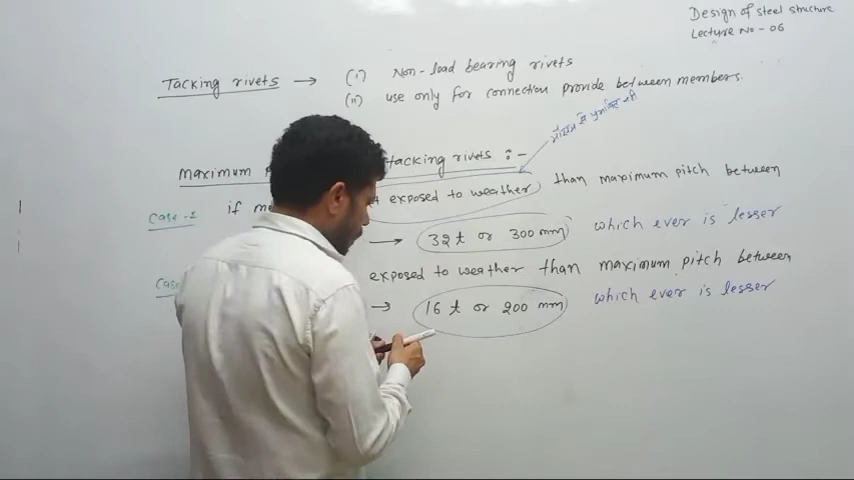 Design of steel structure
Lecture No - 06
Tacking rivets → (i) Non-load bearing rivets
(ii) use only for connection provide between members.
Maximum tacking rivets :-
Case-I if exposed to weather than maximum pitch between
→ 32 t or 300 mm which ever is lesser
Case exposed to weather than maximum pitch between
→ 16 t or 200 mm which ever is lesser